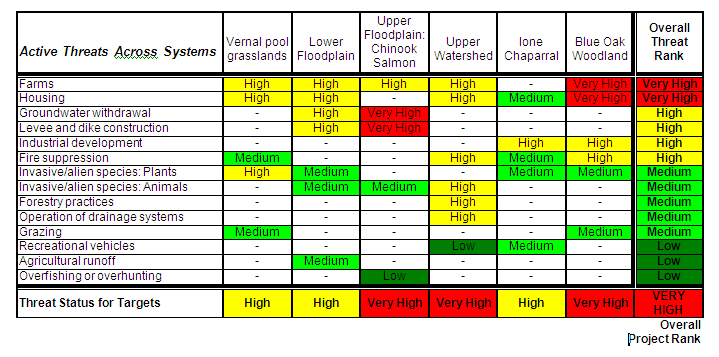 Active Threats Across Systems Vernal pool grasslands Lower Floodplain Upper Floodplain: Chinook Salmon Upper Watershed Ione Chaparral Blue Oak Woodland Overall Threat Rank
Farms High High High High - Very High Very High
Housing High High - High Medium Very High Very High
Groundwater withdrawal - High Very High - - - High
Levee and dike construction - High Very High - - - High
Industrial development - - - - High High High
Fire suppression Medium - - High Medium High High
Invasive/alien species: Plants High Medium - - Medium Medium Medium
Invasive/alien species: Animals - Medium Medium High - - Medium
Forestry practices - - - High - - Medium
Operation of drainage systems - - - High - - Medium
Grazing Medium - - - - Medium Medium
Recreational vehicles - - - Low Medium - Low
Agricultural runoff - Medium - - - - Low
Overfishing or overhunting - - Low - - - Low
Threat Status for Targets High High Very High Very High High Very High VERY HIGH
Overall
Project Rank